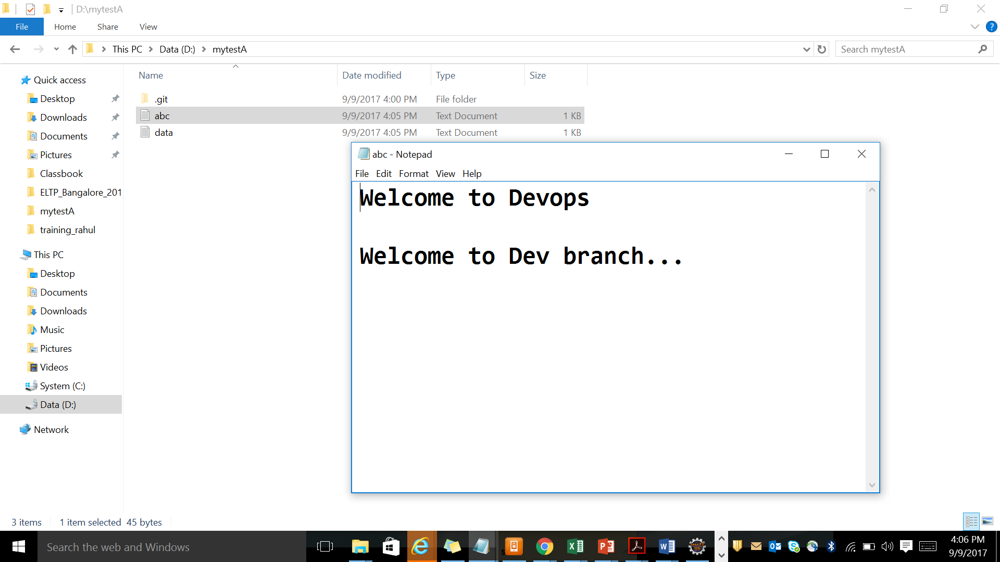 D:\mytestA
File Home Share View
This PC Data (D:) mytestA
Search mytestA
Name Date modified Type Size
.git 9/9/2017 4:00 PM File folder
abc 9/9/2017 4:05 PM Text Document 1 KB
data 9/9/2017 4:05 PM Text Document 1 KB
Quick access
Desktop
Downloads
Documents
Pictures
Classbook
ELTP_Bangalore_201
mytestA
training_rahul
This PC
Desktop
Documents
Downloads
Music
Pictures
Videos
System (C:)
Data (D:)
Network
abc - Notepad
File Edit Format View Help
Welcome to Devops
Welcome to Dev branch...
3 items 1 item selected 45 bytes
Search the web and Windows
4:06 PM
9/9/2017